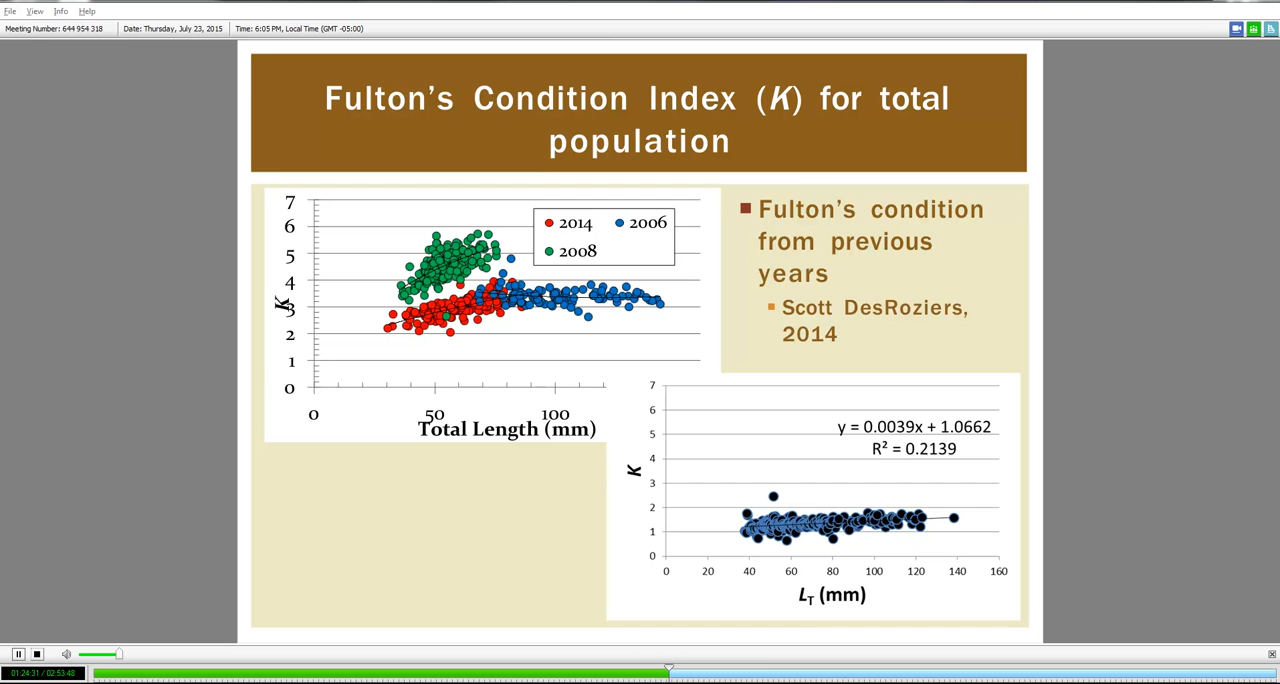 File View Info Help
Meeting Number: 644 954 318 Date: Thursday, July 23, 2015 Time: 6:05 PM, Local Time (GMT -05:00)
Fulton's Condition Index (K) for total
population
7
6
5
4
3
2
1
0
K
2014 2006
2008
0 50 100
Total Length (mm)
Fulton's condition
from previous
years
Scott DesRoziers,
2014
7
6
5
4
3
2
1
0
K
y = 0.0039x + 1.0662
R² = 0.2139
0 20 40 60 80 100 120 140 160
LT (mm)
01:24:31 / 02:53:48